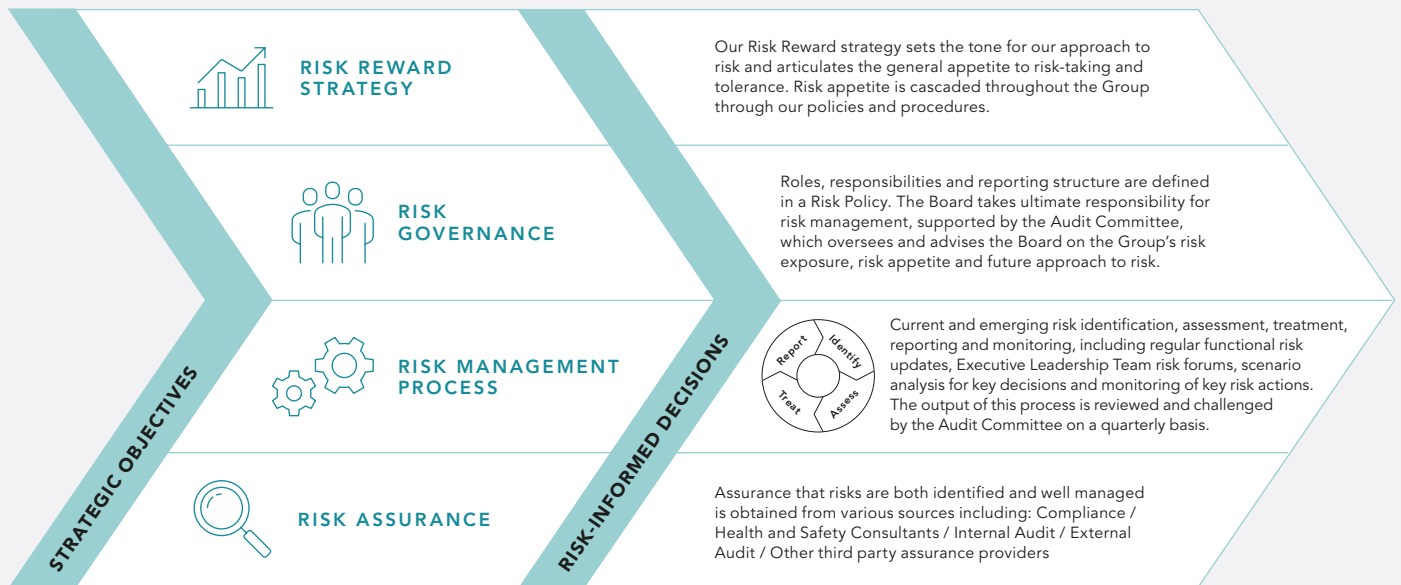 RISK REWARD
STRATEGY
Our Risk Reward strategy sets the tone for our approach to
risk and articulates the general appetite to risk-taking and
tolerance. Risk appetite is cascaded throughout the Group
through our policies and procedures.
RISK
GOVERNANCE
Roles, responsibilities and reporting structure are defined
in a Risk Policy. The Board takes ultimate responsibility for
risk management, supported by the Audit Committee,
which oversees and advises the Board on the Group’s risk
exposure, risk appetite and future approach to risk.
STRATEGIC OBJECTIVES
RISK MANAGEMENT
PROCESS
RISK-INFORMED DECISIONS
Report
Identify
Treat
Assess
Current and emerging risk identification, assessment, treatment,
reporting and monitoring, including regular functional risk
updates, Executive Leadership Team risk forums, scenario
analysis for key decisions and monitoring of key risk actions.
The output of this process is reviewed and challenged
by the Audit Committee on a quarterly basis.
RISK ASSURANCE
Assurance that risks are both identified and well managed
is obtained from various sources including: Compliance /
Health and Safety Consultants / Internal Audit / External
Audit / Other third party assurance providers